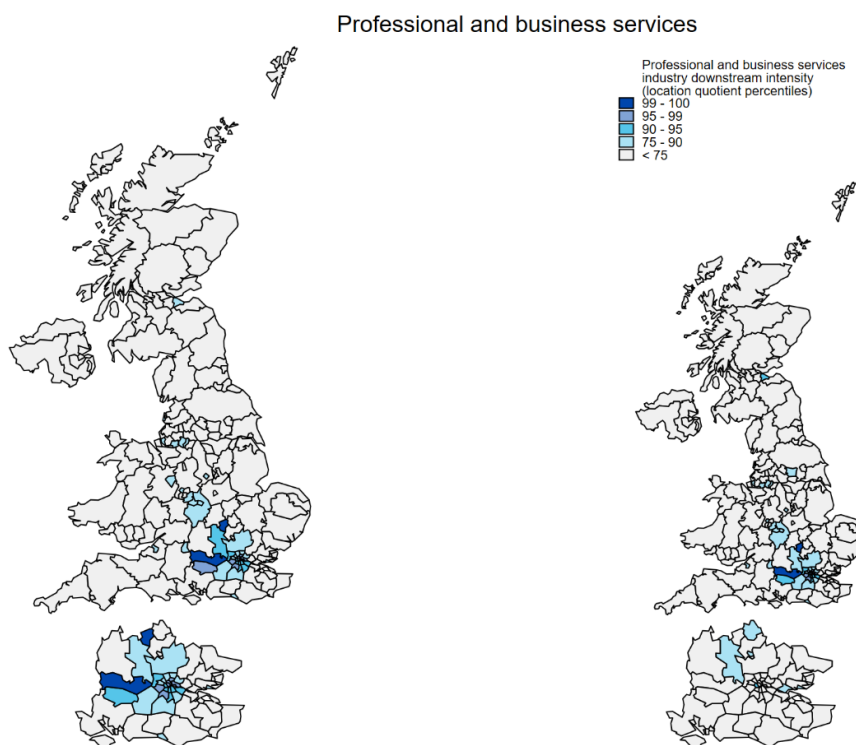 Professional and business services
Professional and business services
industry downstream intensity
(location quotient percentiles)
99 - 100
95 - 99
90 - 95
75 - 90
< 75